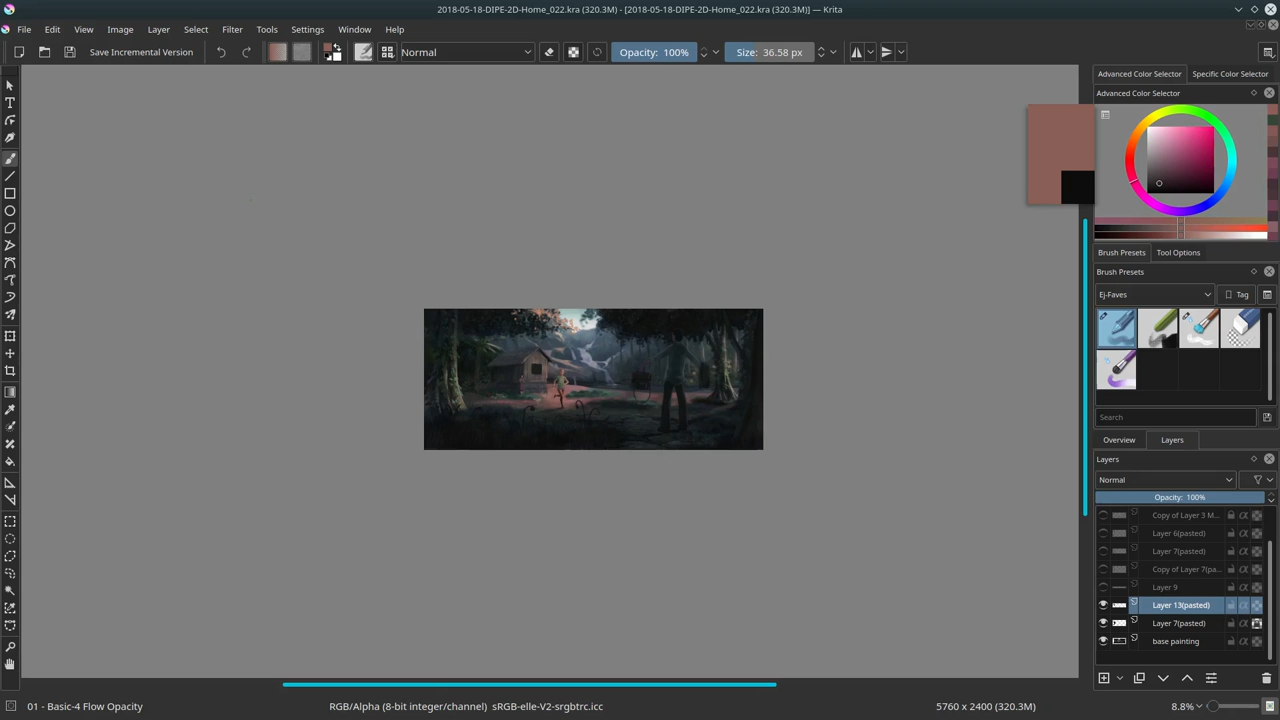 2018-05-18-DIPE-2D-Home_022.kra (320.3M) - [2018-05-18-DIPE-2D-Home_022.kra (320.3M)] — Krita
File Edit View Image Layer Select Filter Tools Settings Window Help
Save Incremental Version Normal Opacity: 100% Size: 36.58 px
Advanced Color Selector Specific Color Selector
Advanced Color Selector
Brush Presets Tool Options
Brush Presets
Ej-Faves Tag
Search
Overview Layers
Layers
Normal
Opacity: 100%
Copy of Layer 3 M...
Layer 6(pasted)
Layer 7(pasted)
Copy of Layer 7(pa...
Layer 9
Layer 13(pasted)
Layer 7(pasted)
base painting
01 - Basic-4 Flow Opacity RGB/Alpha (8-bit integer/channel) sRGB-elle-V2-srgbtrc.icc 5760 x 2400 (320.3M) 8.8%